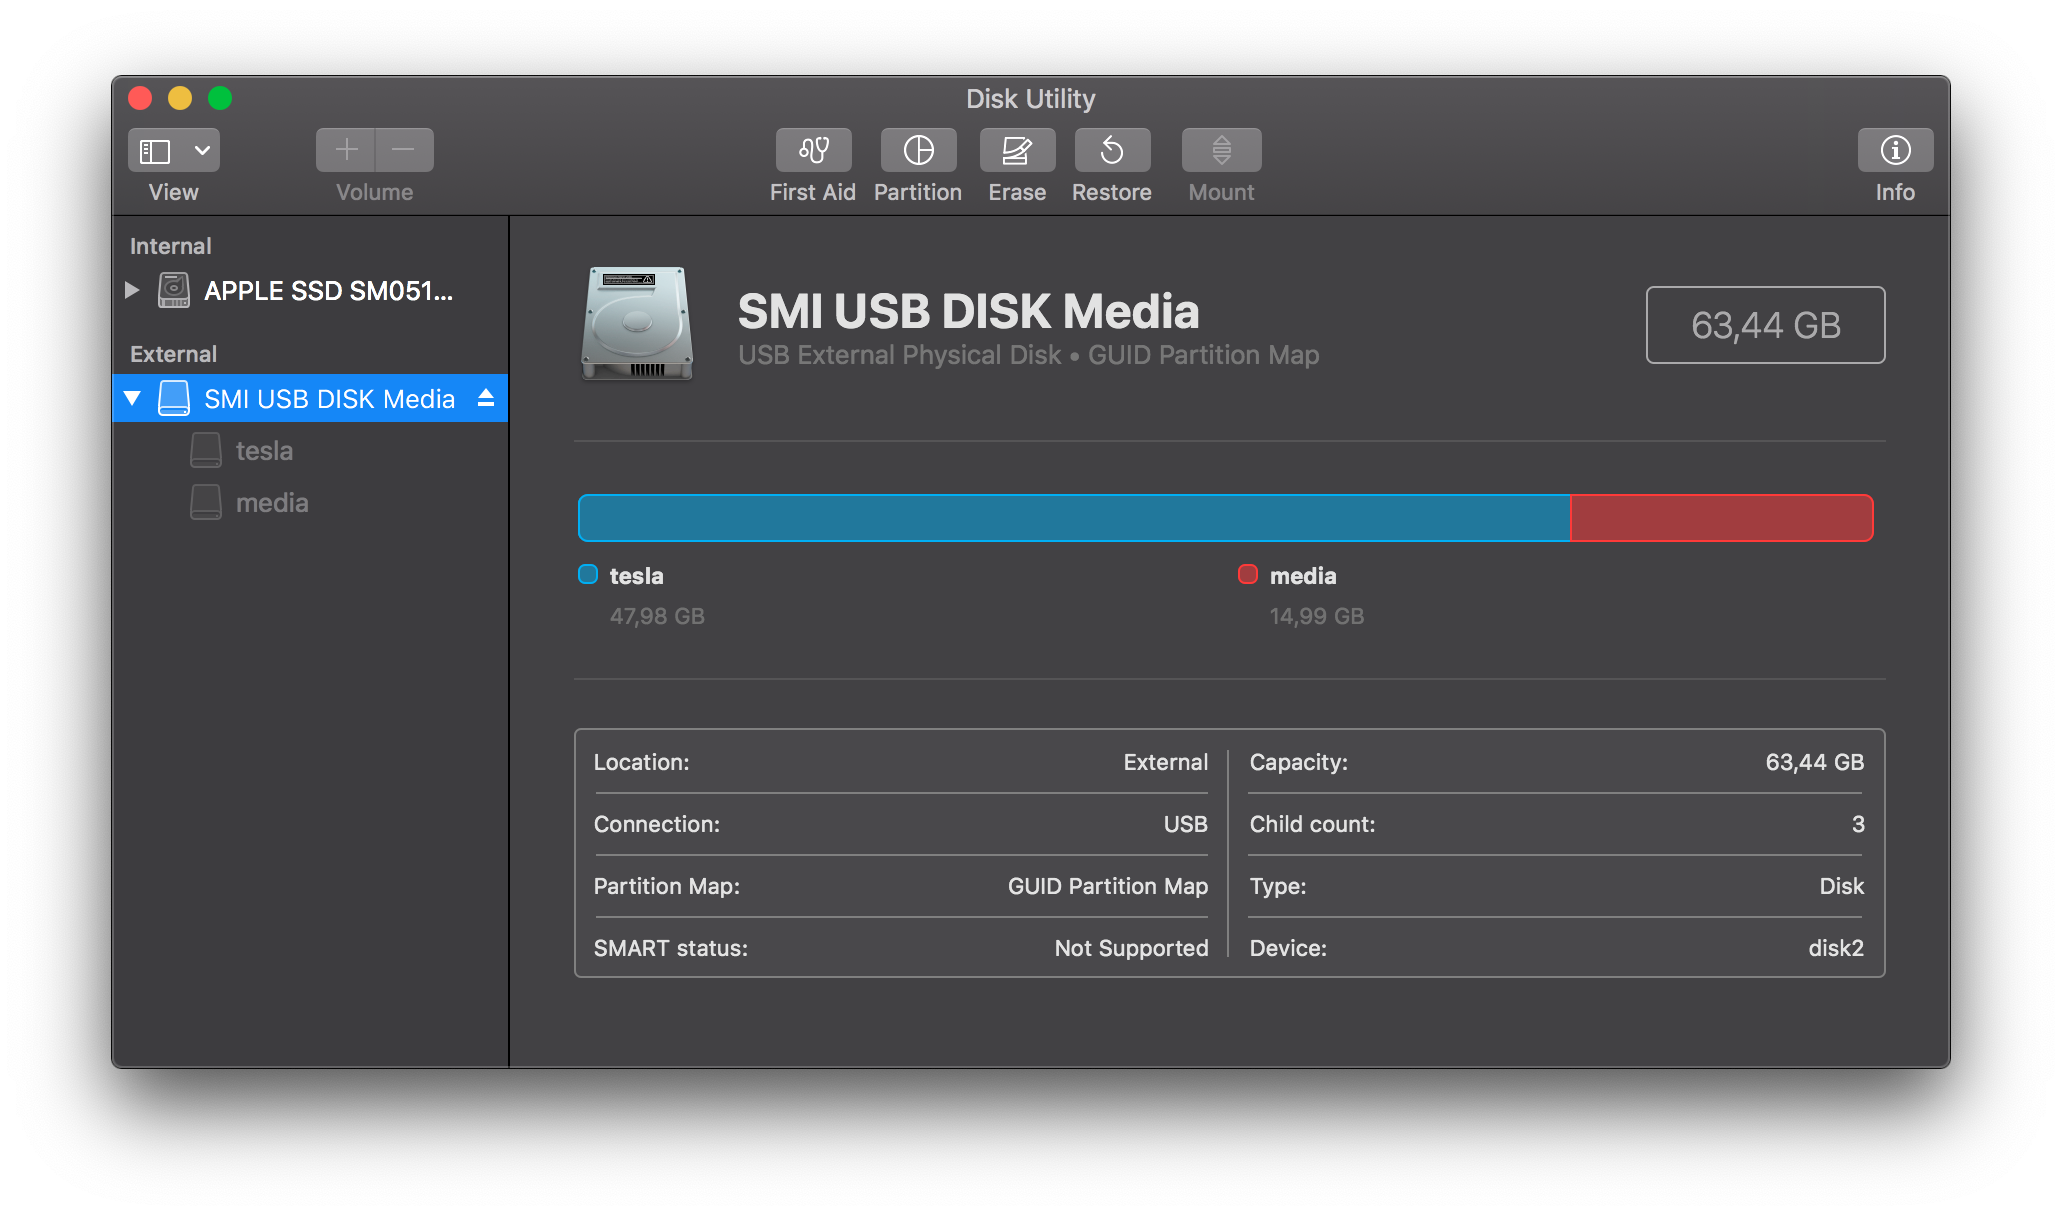 Disk Utility
View
Volume
First Aid
Partition
Erase
Restore
Mount
Info
Internal
APPLE SSD SM051...
External
SMI USB DISK Media
tesla
media
SMI USB DISK Media
USB External Physical Disk • GUID Partition Map
63,44 GB
tesla
47,98 GB
media
14,99 GB
Location: External
Connection: USB
Partition Map: GUID Partition Map
SMART status: Not Supported
Capacity: 63,44 GB
Child count: 3
Type: Disk
Device: disk2